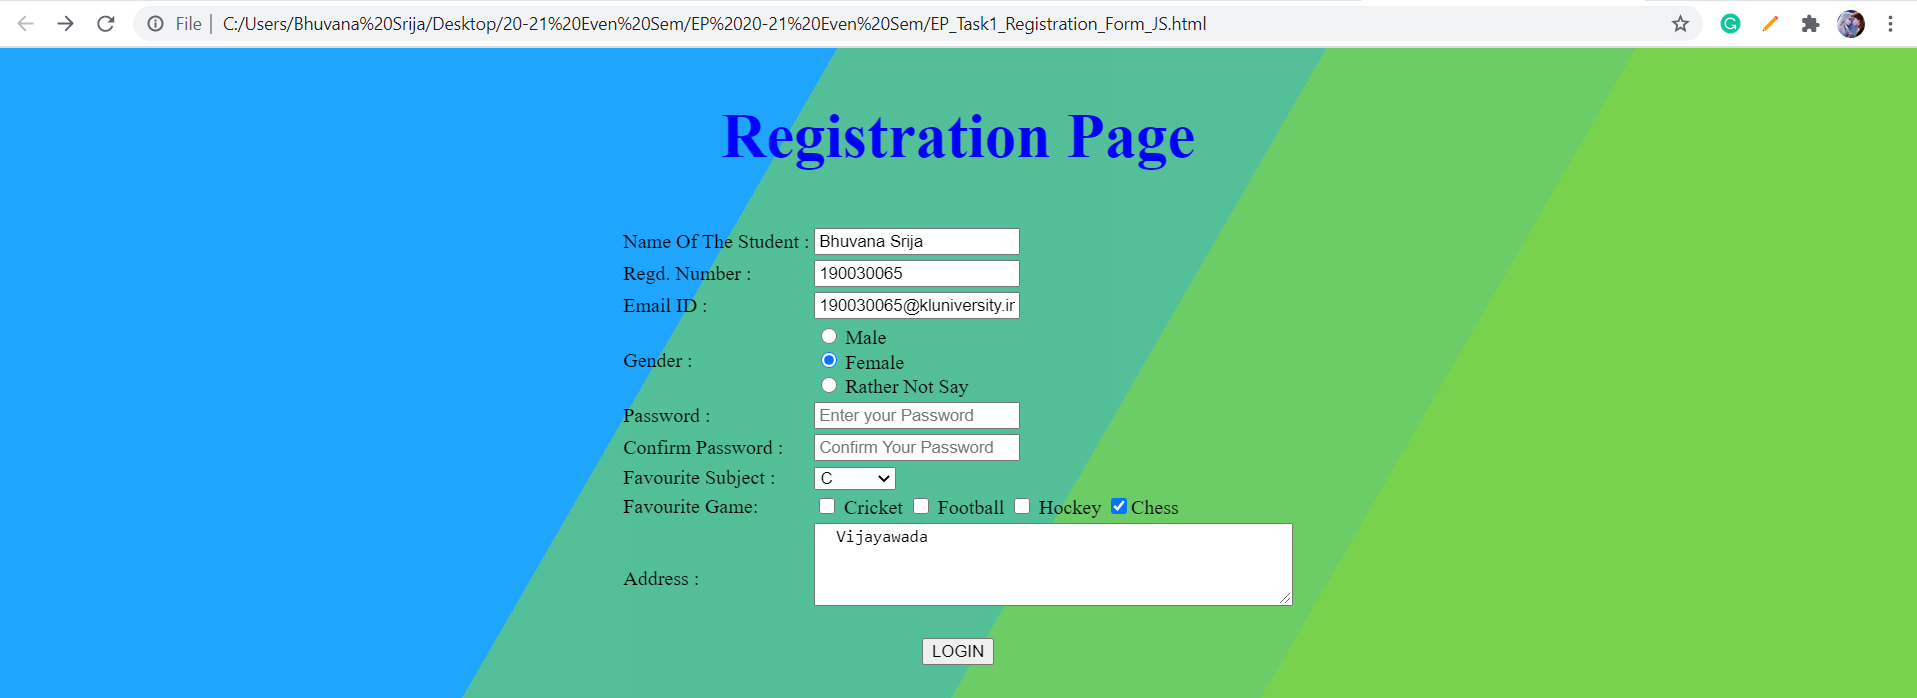 File | C:/Users/Bhuvana%20Srija/Desktop/20-21%20Even%20Sem/EP%2020-21%20Even%20Sem/EP_Task1_Registration_Form_JS.html
Registration Page
Name Of The Student : Bhuvana Srija
Regd. Number : 190030065
Email ID : 190030065@kluniversity.ir
Male
Gender : Female
Rather Not Say
Password : Enter your Password
Confirm Password : Confirm Your Password
Favourite Subject : C
Favourite Game: Cricket Football Hockey Chess
Vijayawada
Address :
LOGIN